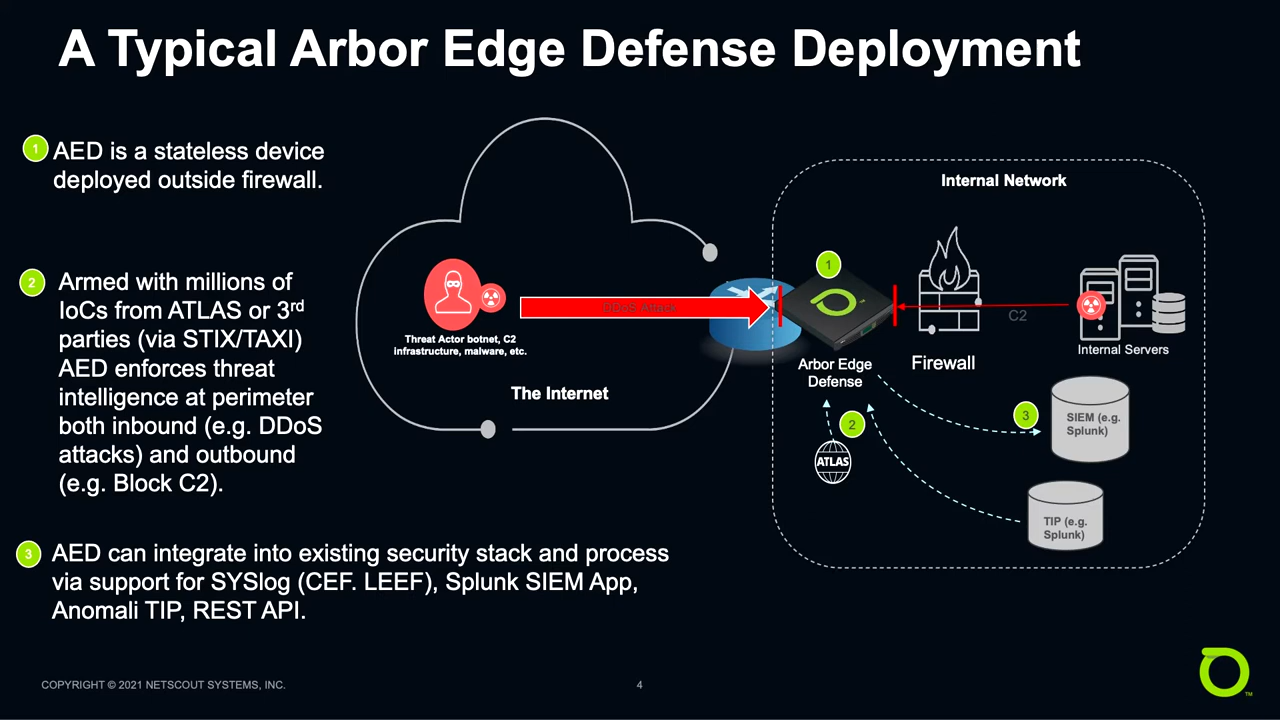 A Typical Arbor Edge Defense Deployment
1
AED is a stateless device
deployed outside firewall.
2
Armed with millions of
IoCs from ATLAS or 3rd
parties (via STIX/TAXI)
AED enforces threat
intelligence at perimeter
both inbound (e.g. DDoS
attacks) and outbound
(e.g. Block C2).
3
AED can integrate into existing security stack and process
via support for SYSlog (CEF. LEEF), Splunk SIEM App,
Anomali TIP, REST API.
Threat Actor botnet, C2
infrastructure, malware, etc.
The Internet
DDoS Attack
Internal Network
1
Arbor Edge
Defense
Firewall
C2
Internal Servers
2
ATLAS
3
SIEM (e.g.
Splunk)
TIP (e.g.
Splunk)
COPYRIGHT © 2021 NETSCOUT SYSTEMS, INC.
4
TM